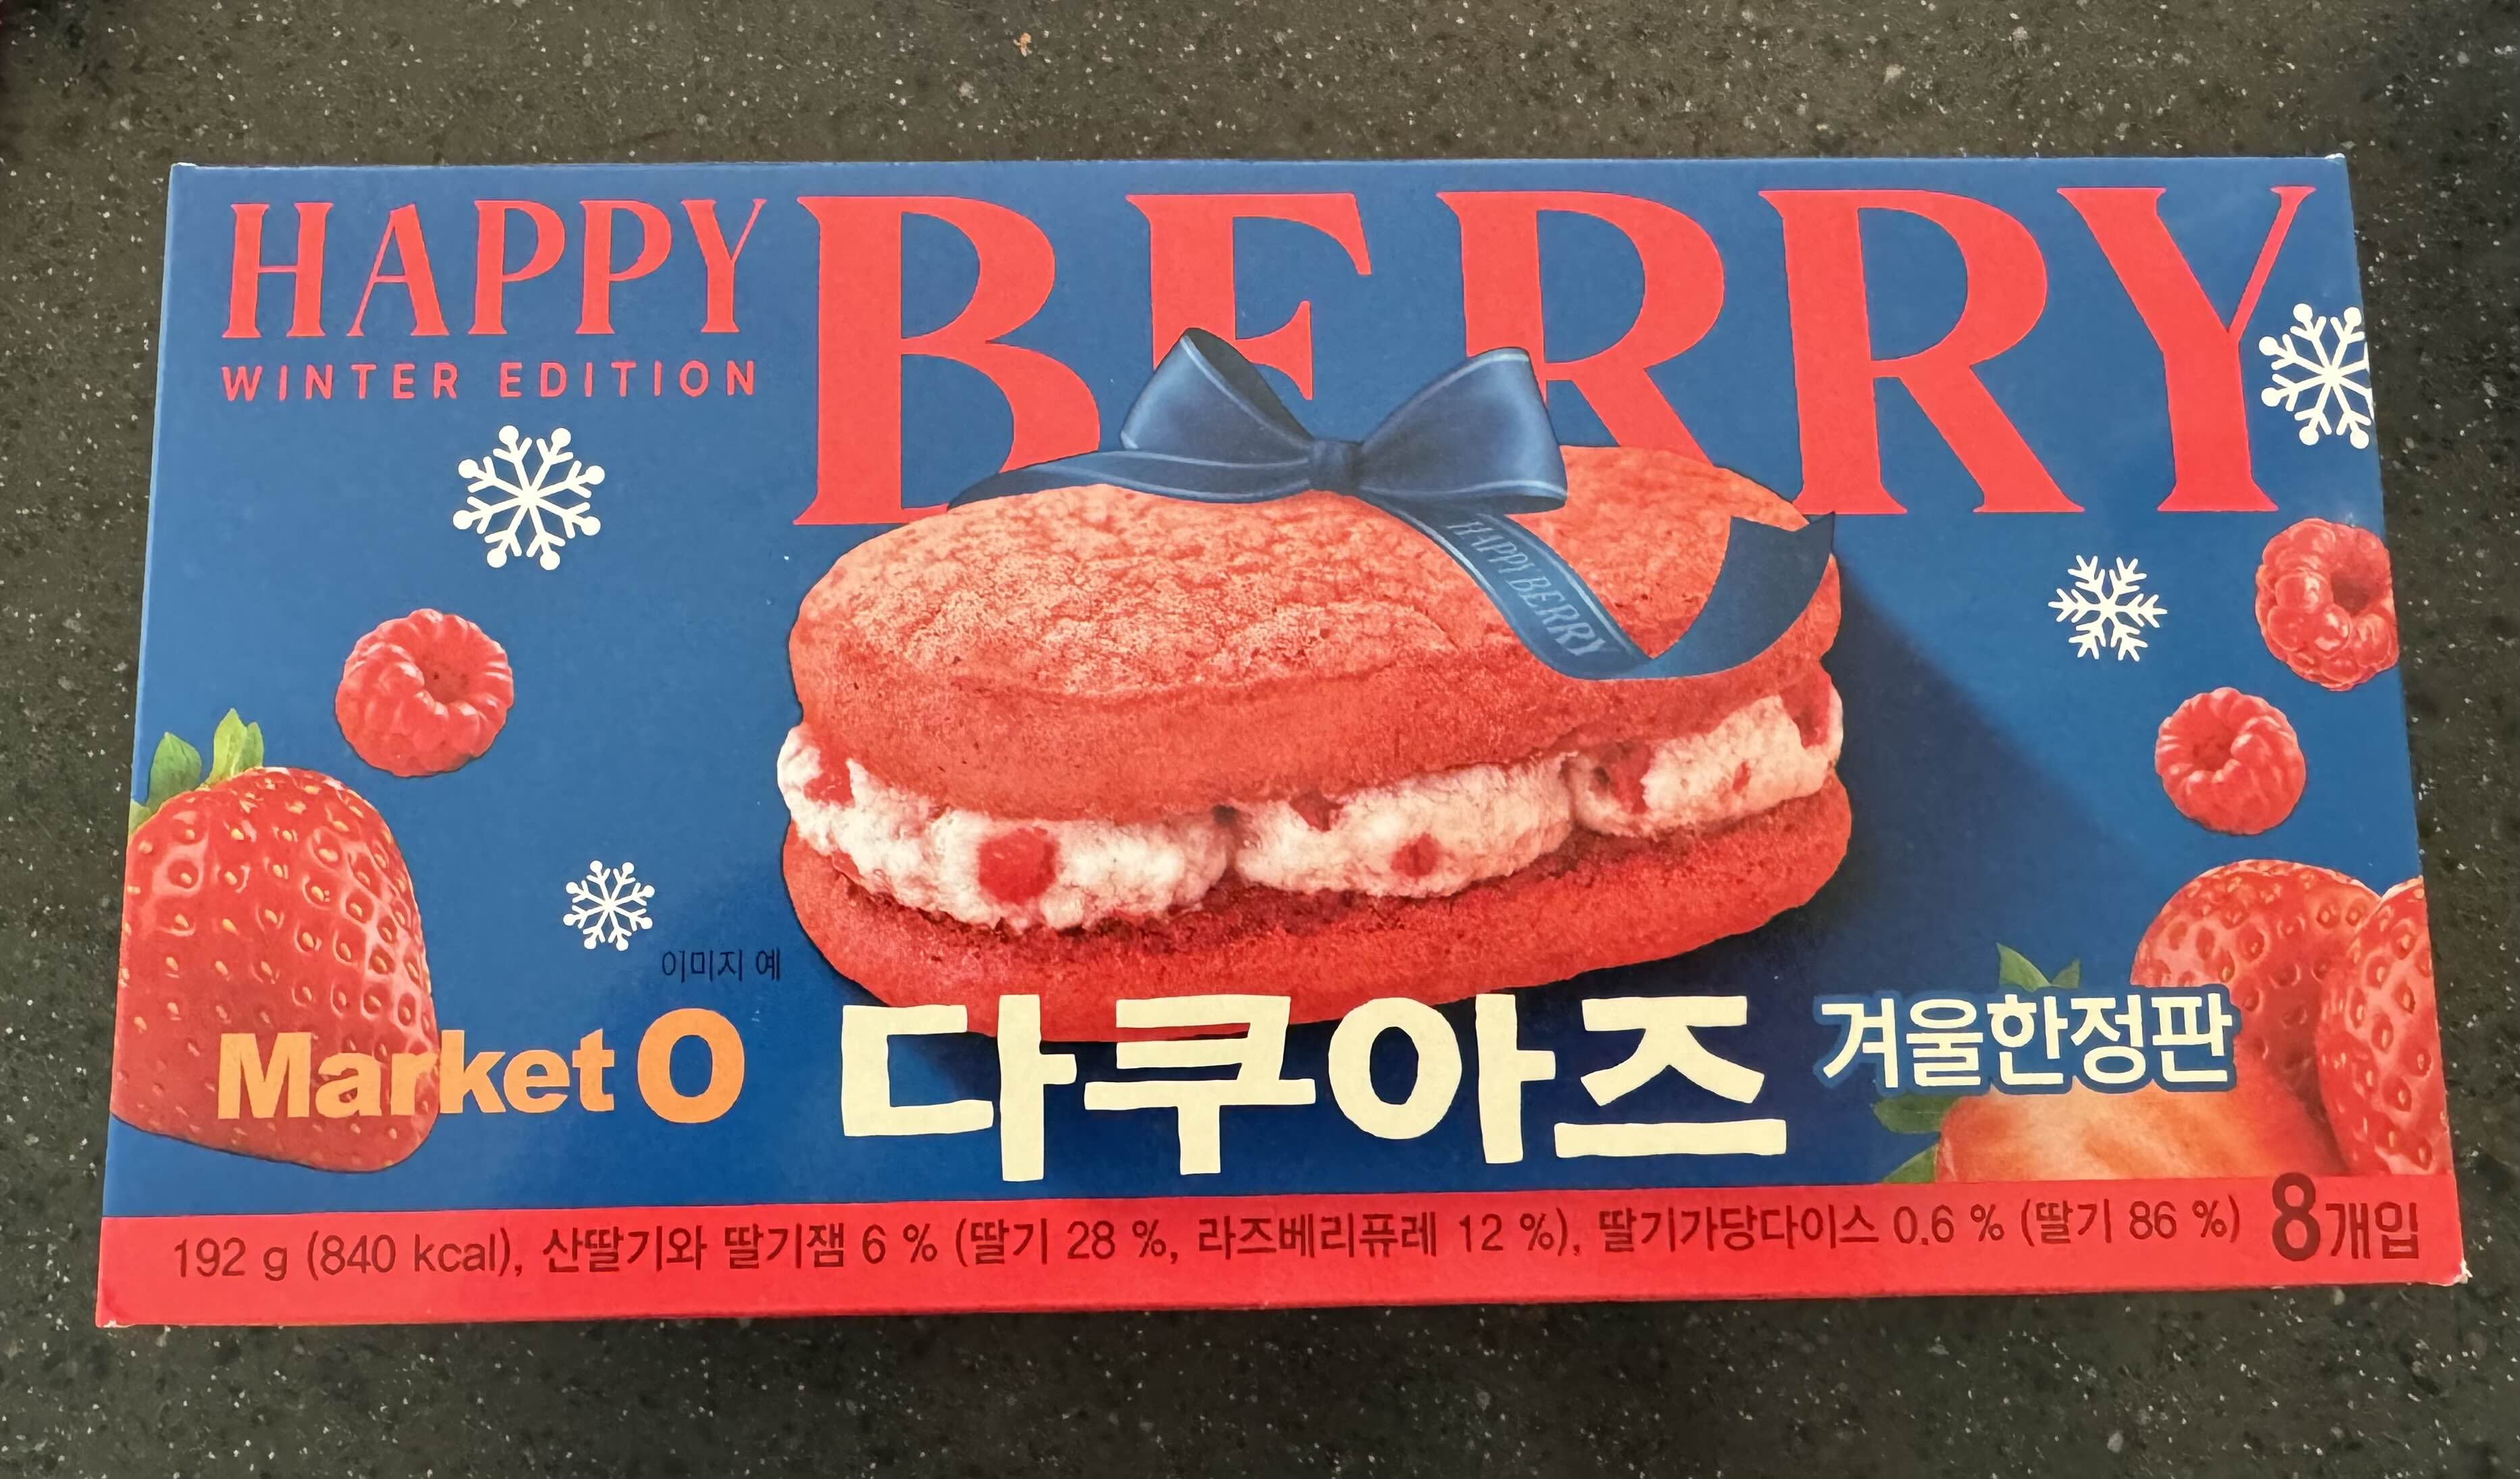 HAPPY BERRY
WINTER EDITION
HAPPY BERRY
이미지 예
Market O 다쿠아즈 겨울한정판
192 g (840 kcal), 산딸기와 딸기잼 6 % (딸기 28 %, 라즈베리퓨레 12 %), 딸기가당다이스 0.6 % (딸기 86 %) 8개입